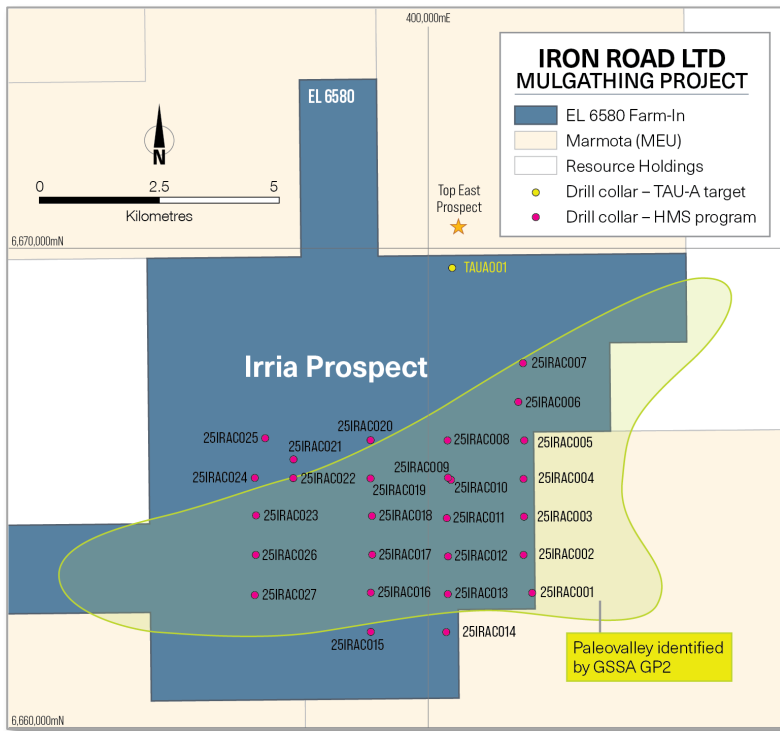 400,000mE
IRON ROAD LTD
MULGATHING PROJECT
EL 6580 Farm-In
Marmota (MEU)
Resource Holdings
Drill collar – TAU-A target
Drill collar – HMS program
EL 6580
N
0 2.5 5
Kilometres
Top East
Prospect
6,670,000mN
TAUA001
Irria Prospect
25IRAC007
25IRAC006
25IRAC020
25IRAC025
25IRAC021
25IRAC008
25IRAC005
25IRAC009
25IRAC024
25IRAC022
25IRAC019
25IRAC010
25IRAC004
25IRAC023
25IRAC018
25IRAC011
25IRAC003
25IRAC026
25IRAC017
25IRAC012
25IRAC002
25IRAC027
25IRAC016
25IRAC013
25IRAC001
25IRAC015
25IRAC014
Paleovalley identified
by GSSA GP2
6,660,000mN